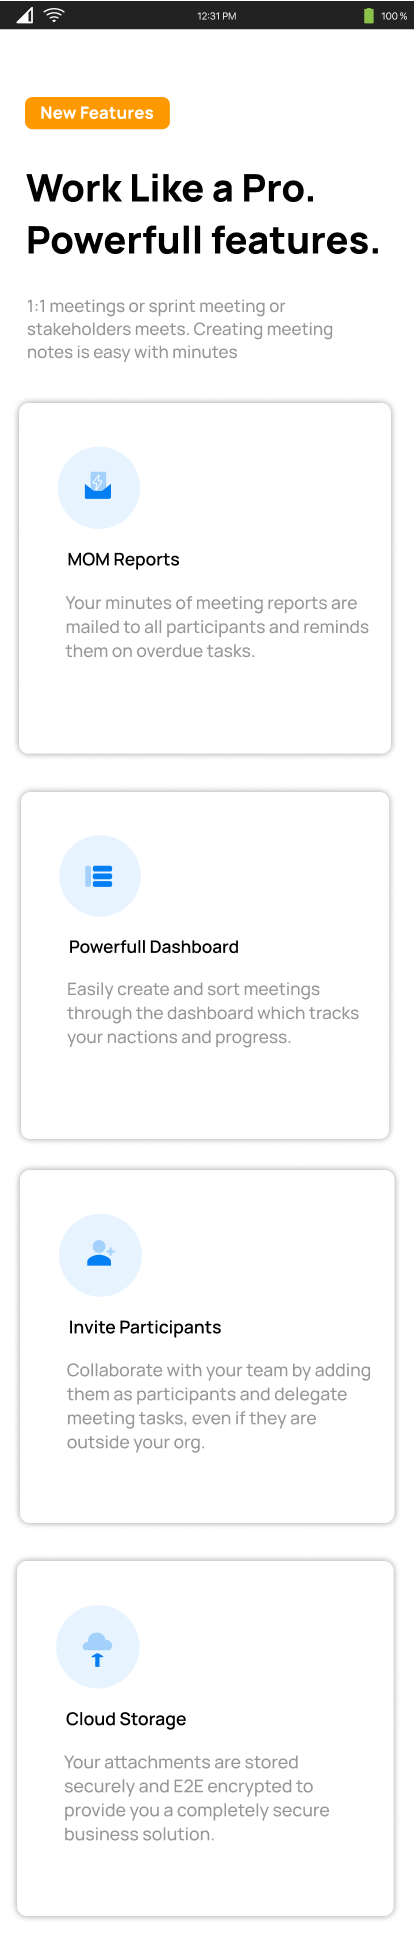 12:31 PM
100 %
New Features
Work Like a Pro.
Powerfull features.
1:1 meetings or sprint meeting or
stakeholders meets. Creating meeting
notes is easy with minutes
MOM Reports
Your minutes of meeting reports are
mailed to all participants and reminds
them on overdue tasks.
Powerfull Dashboard
Easily create and sort meetings
through the dashboard which tracks
your nactions and progress.
Invite Participants
Collaborate with your team by adding
them as participants and delegate
meeting tasks, even if they are
outside your org.
Cloud Storage
Your attachments are stored
securely and E2E encrypted to
provide you a completely secure
business solution.